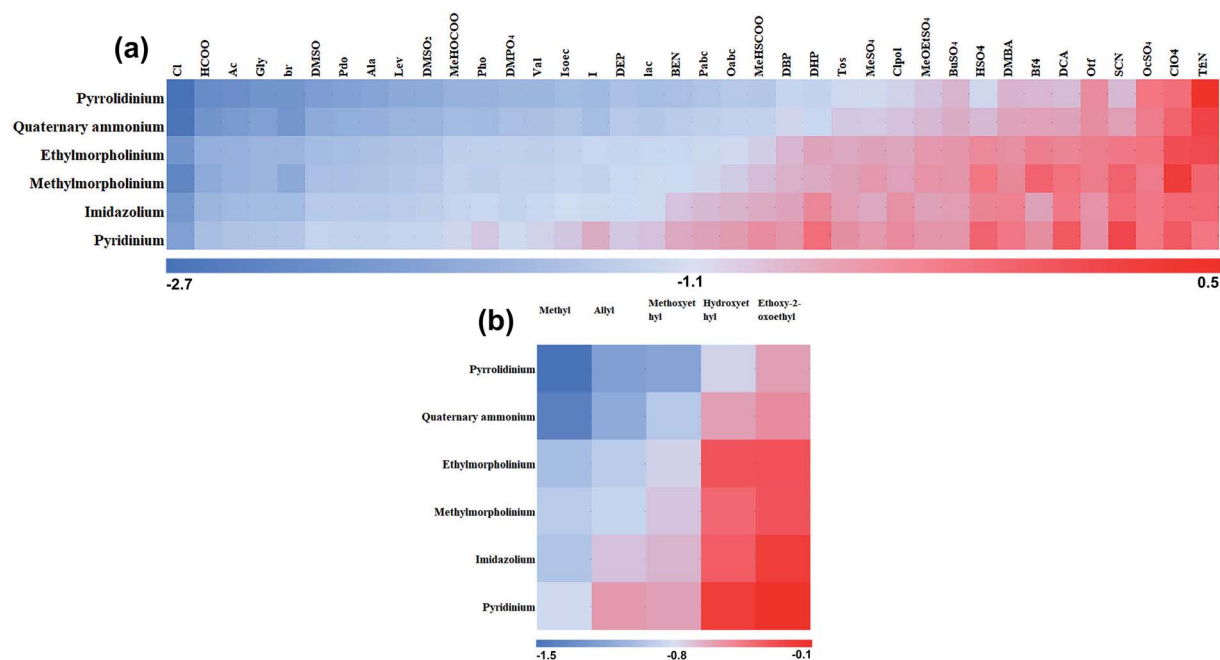 (a)
Cl HCOO Ac Gly br DMSO Pdo Ala Lev DMSO₂ MeHOCOO Pho DMPO₄ Val Isoec I DEP lac BEN Pabc Oabc MeHSCOO DBP DHP Tos MeSO₄ Clpol MeOEtSO₄ BuSO₄ HSO4 DMBA Bf4 DCA Otf SCN OcSO₄ ClO4 TfN
Pyrrolidinium
Quaternary ammonium
Ethylmorpholinium
Methylmorpholinium
Imidazolium
Pyridinium
-2.7 -1.1 0.5
(b)
Methyl Allyl Methoxyet Hydroxyet Ethoxy-2-
hyl hyl oxoethyl
Pyrrolidinium
Quaternary ammonium
Ethylmorpholinium
Methylmorpholinium
Imidazolium
Pyridinium
-1.5 -0.8 -0.1